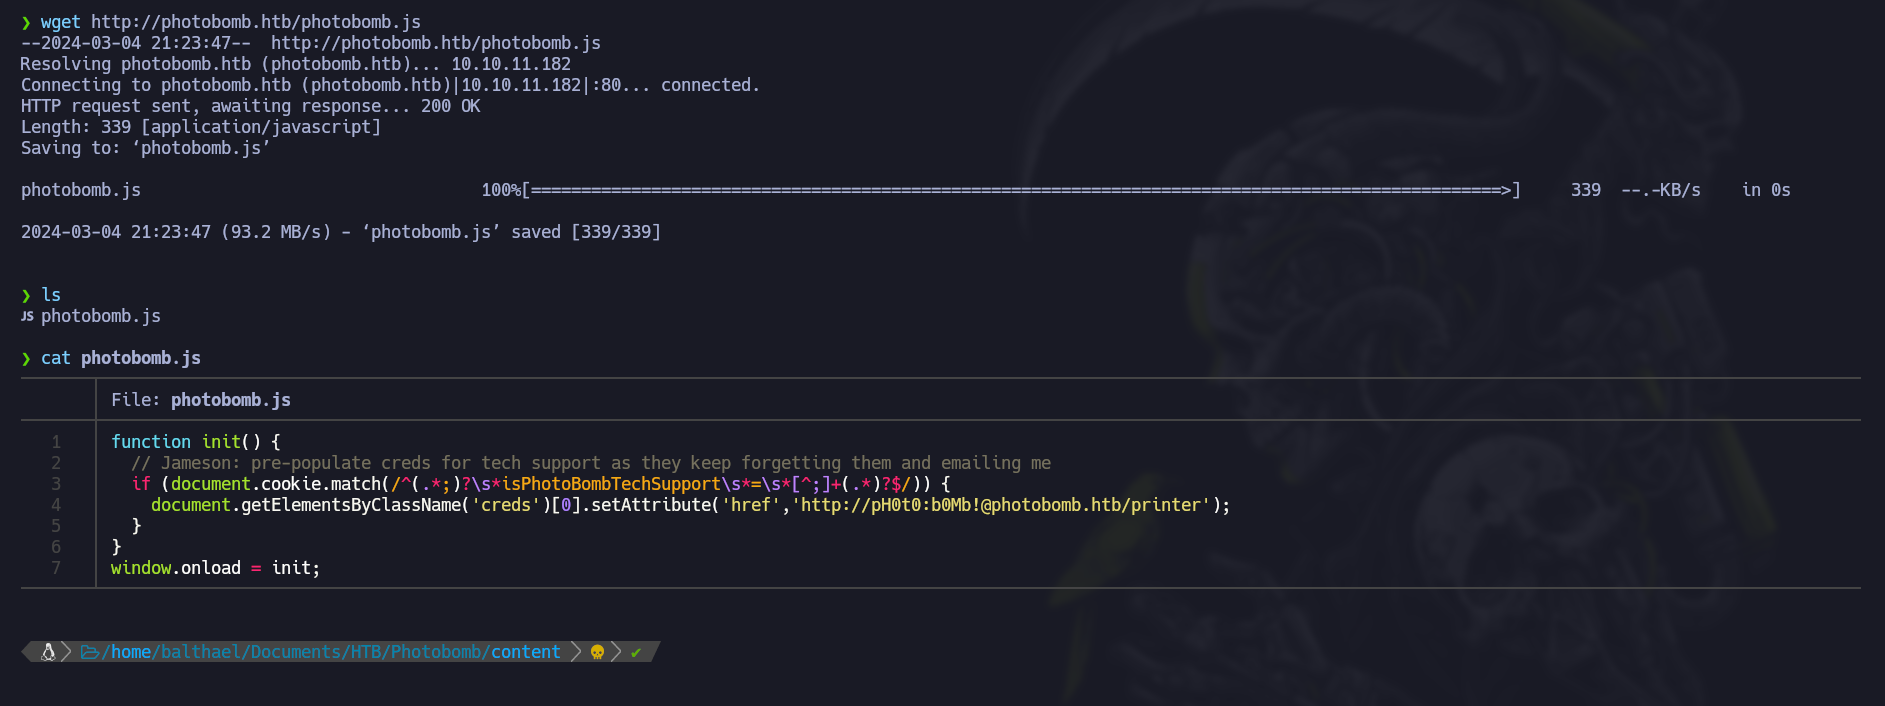 ❯ wget http://photobomb.htb/photobomb.js
--2024-03-04 21:23:47--  http://photobomb.htb/photobomb.js
Resolving photobomb.htb (photobomb.htb)... 10.10.11.182
Connecting to photobomb.htb (photobomb.htb)|10.10.11.182|:80... connected.
HTTP request sent, awaiting response... 200 OK
Length: 339 [application/javascript]
Saving to: ‘photobomb.js’
photobomb.js 100%[=================================================================================================>] 339 --.-KB/s in 0s
2024-03-04 21:23:47 (93.2 MB/s) - ‘photobomb.js’ saved [339/339]
❯ ls
JS photobomb.js
❯ cat photobomb.js
File: photobomb.js
1 function init() {
2   // Jameson: pre-populate creds for tech support as they keep forgetting them and emailing me
3   if (document.cookie.match(/^(.*;)?\s*isPhotoBombTechSupport\s*=\s*[^;]+(.*)?$/)) {
4     document.getElementsByClassName('creds')[0].setAttribute('href','http://pH0t0:b0Mb!@photobomb.htb/printer');
5   }
6 }
7 window.onload = init;
/home/balthael/Documents/HTB/Photobomb/content ✔